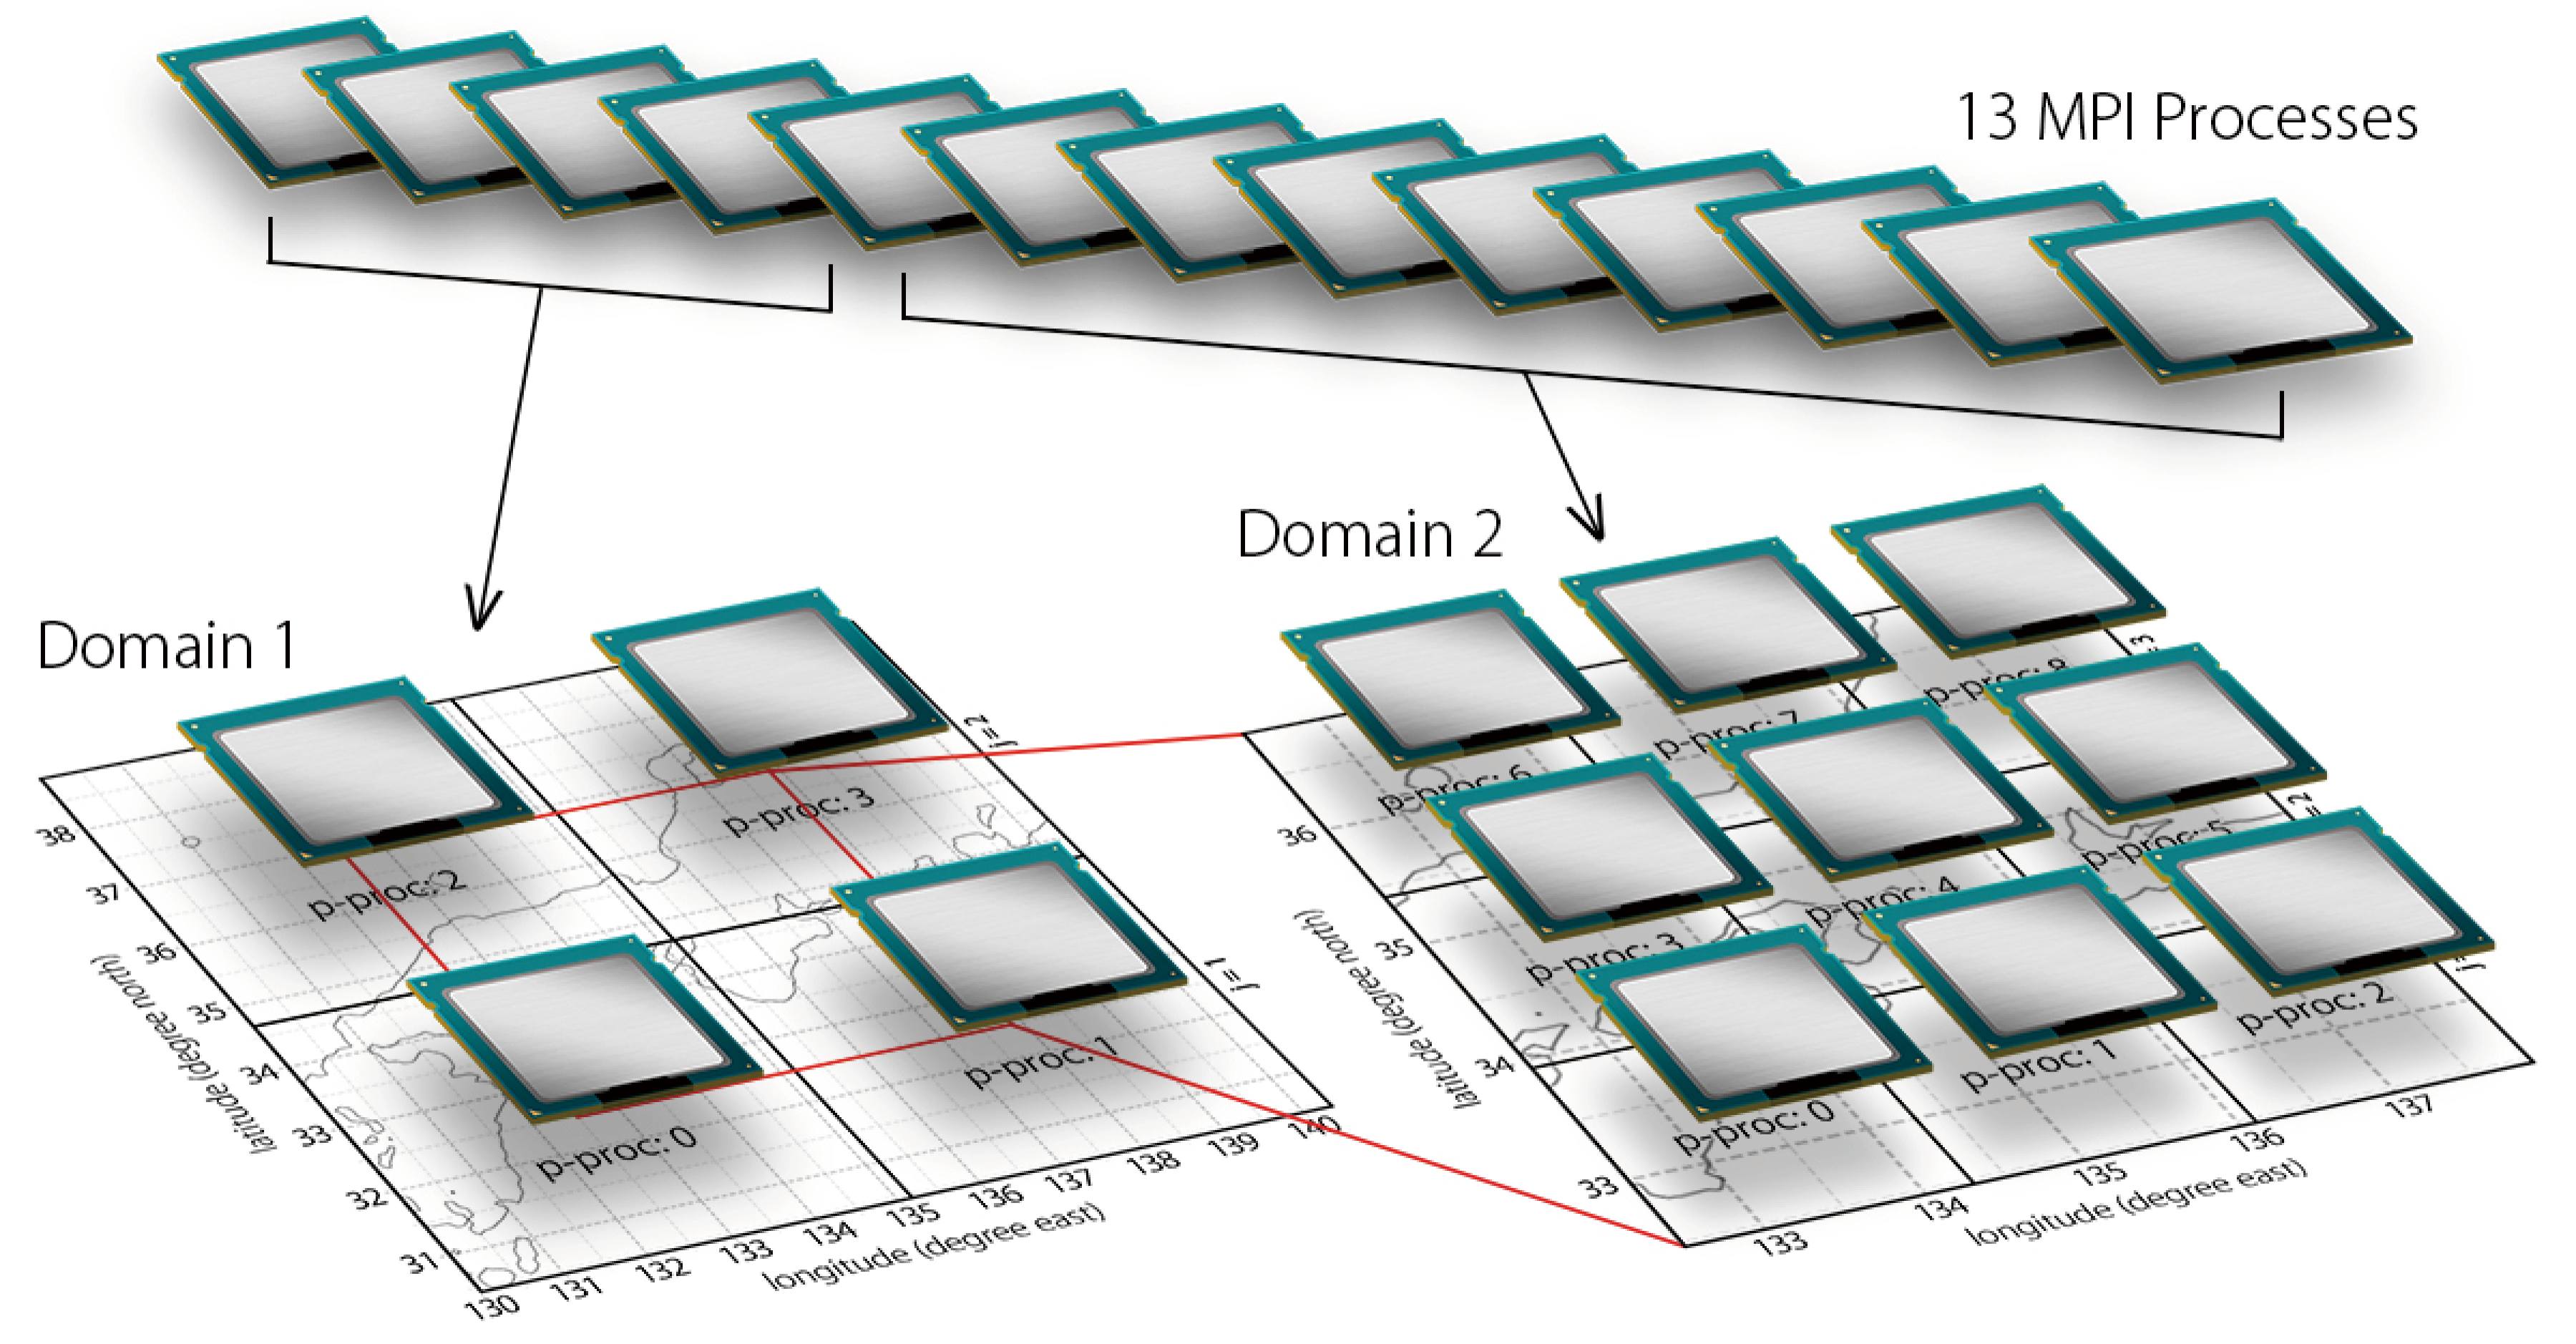 13 MPI Processes
Domain 2
Domain 1
j=2
p-proc: 3
p-proc: 2
j=1
p-proc: 1
p-proc: 0
38
37
36
35
34
33
32
31
latitude (degree north)
130 131 132 133 134 135 136 137 138 139 140
longitude (degree east)
p-proc: 8
p-proc: 7
p-proc: 6
p-proc: 5
p-proc: 4
p-proc: 3
p-proc: 2
p-proc: 1
p-proc: 0
36
35
34
33
latitude (degree north)
133 134 135 136 137
longitude (degree east)